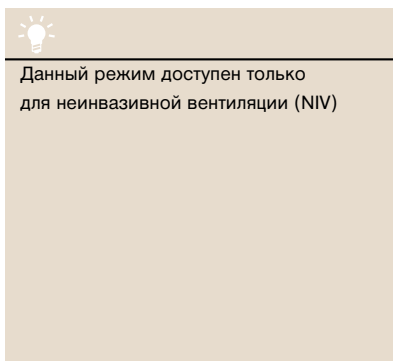 Данный режим доступен только
для неинвазивной вентиляции (NIV)